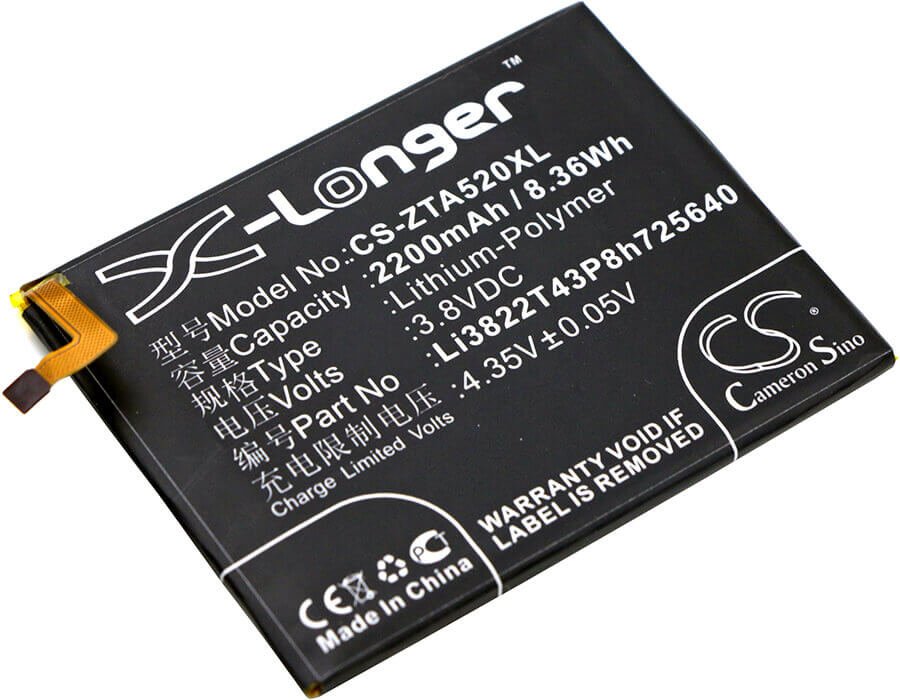 X-Longer™
型号Model No.:CS-ZTA520XL
容量Capacity :2200mAh / 8.36Wh
规格Type :Lithium-Polymer
电压Volts :3.8VDC
编号Part No :Li3822T43P8h725640
充电限制电压 : 4.35V±0.05V
Charge Limited Voltage
CS®
Cameron Sino
WARRANTY VOID IF
LABEL IS REMOVED
CE PCT
Made In China